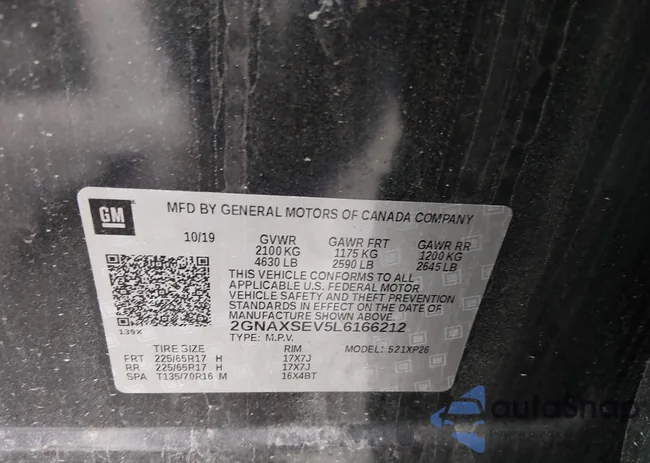 GM
MFD BY GENERAL MOTORS OF CANADA COMPANY
10/19 GVWR GAWR FRT GAWR RR
2100 KG 1175 KG 1200 KG
4630 LB 2590 LB 2645 LB
THIS VEHICLE CONFORMS TO ALL
APPLICABLE U.S. FEDERAL MOTOR
VEHICLE SAFETY AND THEFT PREVENTION
STANDARDS IN EFFECT ON THE DATE OF
MANUFACTURE SHOWN ABOVE.
139X
2GNAXSEV5L6166212
TYPE: M.P.V.
TIRE SIZE RIM MODEL: 521XP26
FRT 225/65R17 H 17X7J
RR 225/65R17 H 17X7J
SPA T135/70R16 M 16X4BT
autoSnap